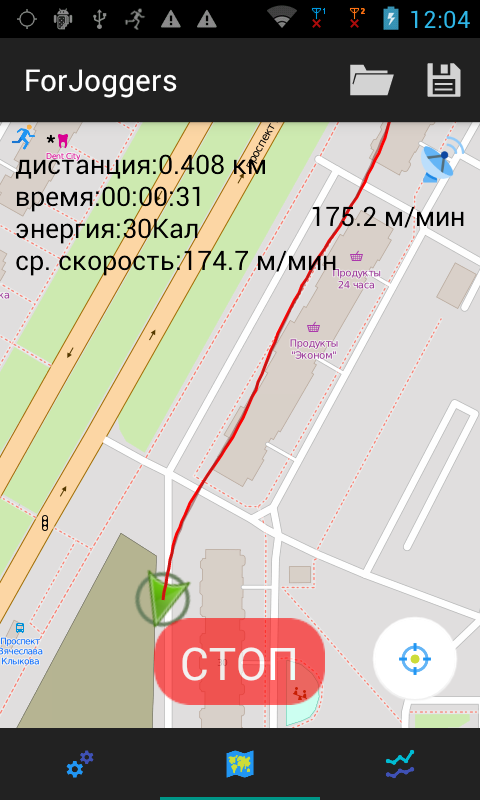 12:04
ForJoggers
Dent City
проспект
дистанция:0.408 км
время:00:00:31
175.2 м/мин
энергия:30Кал
ср. скорость:174.7 м/мин
Продукты
24 часа
ка
Продукты
"Эконом"
Проспект
Вячеслава
Клыкова
СТОП